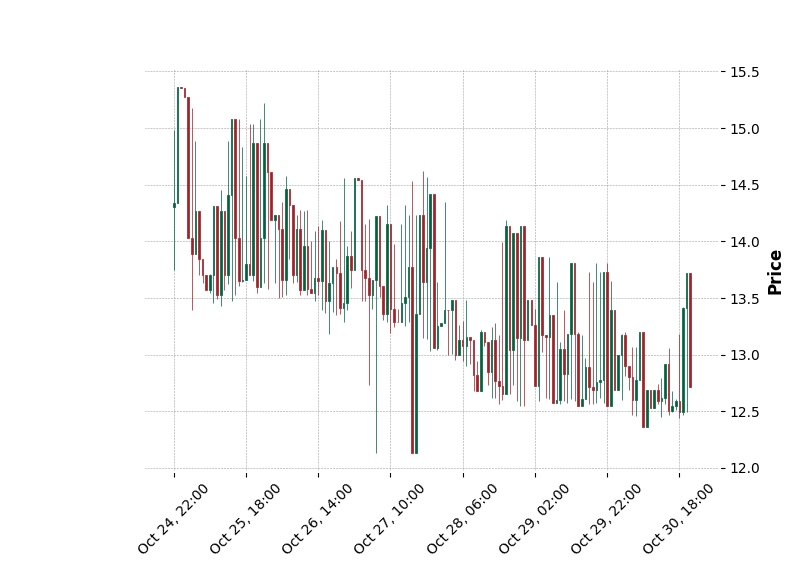 15.5
15.0
14.5
14.0
13.5
13.0
12.5
12.0
Price
Oct 24, 22:00
Oct 25, 18:00
Oct 26, 14:00
Oct 27, 10:00
Oct 28, 06:00
Oct 29, 02:00
Oct 29, 22:00
Oct 30, 18:00